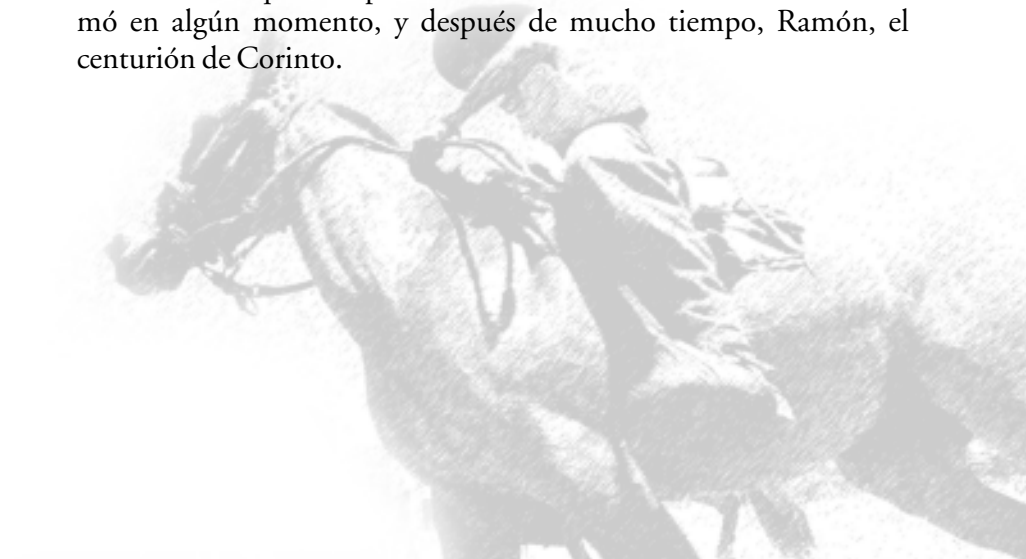 mó en algún momento, y después de mucho tiempo, Ramón, el
centurión de Corinto.